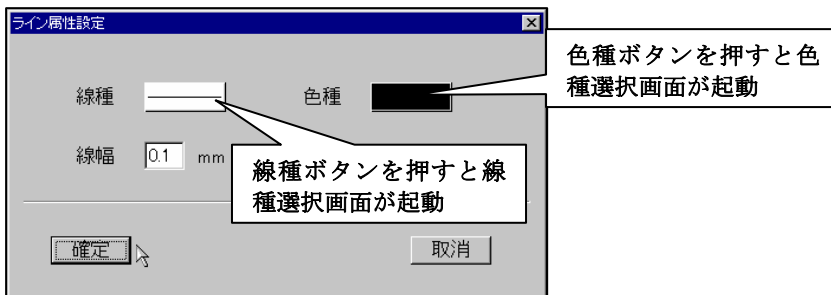 ライン属性設定
色種ボタンを押すと色
種選択画面が起動
線種
色種
線幅 0.1 mm
線種ボタンを押すと線
種選択画面が起動
確定
取消